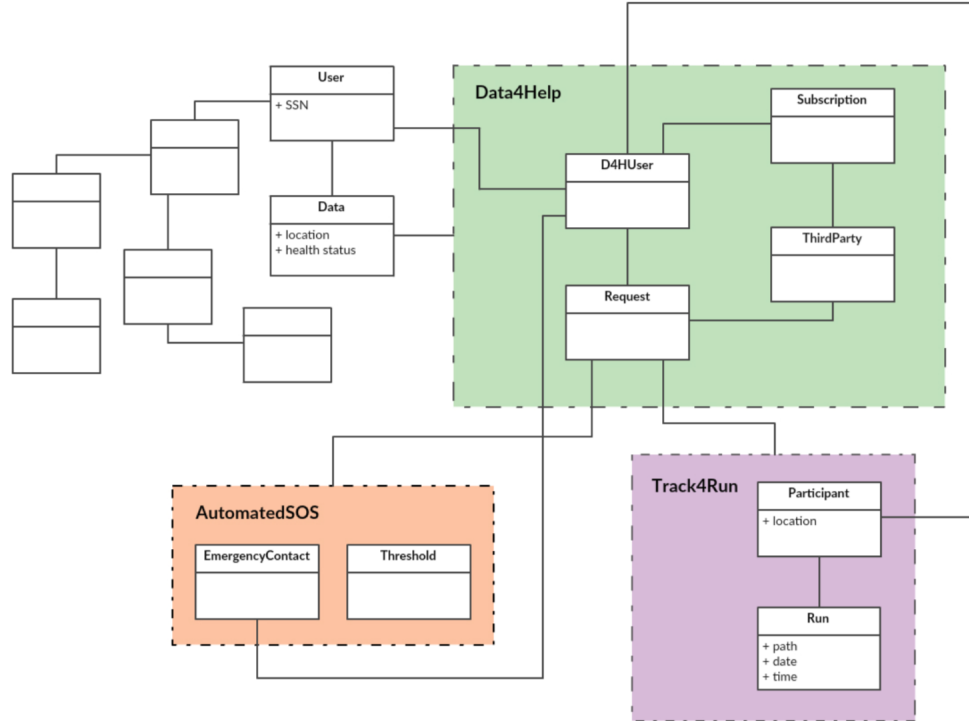 User
+ SSN
Data
+ location
+ health status
Data4Help
Subscription
D4HUser
ThirdParty
Request
AutomatedSOS
EmergencyContact
Threshold
Track4Run
Participant
+ location
Run
+ path
+ date
+ time